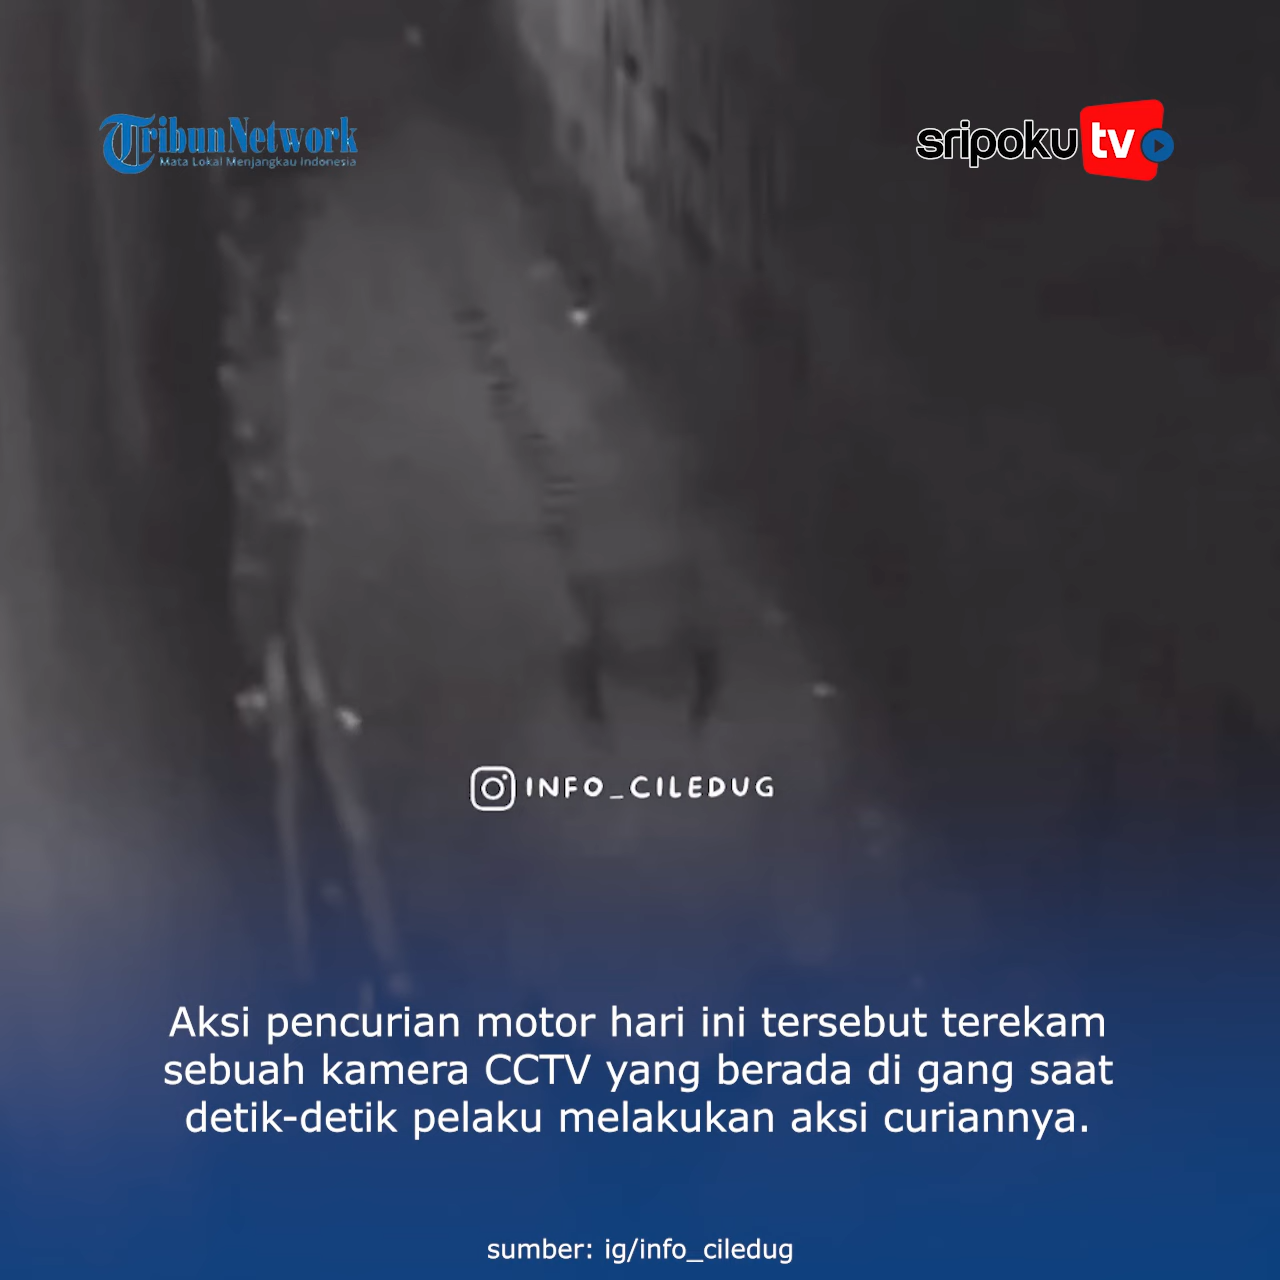 TribunNetwork
Mata Lokal Menjangkau Indonesia
sripoku tv
INFO_CILEDUG
Aksi pencurian motor hari ini tersebut terekam
sebuah kamera CCTV yang berada di gang saat
detik-detik pelaku melakukan aksi curiannya.
sumber: ig/info_ciledug